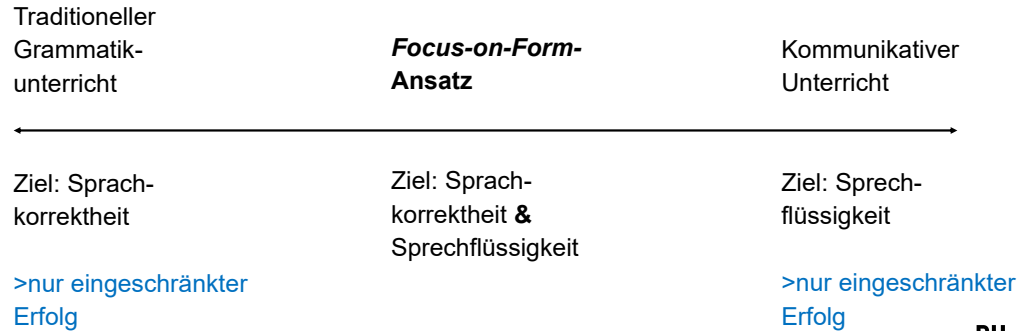 Traditioneller
Grammatik-
unterricht
Focus-on-Form-
Ansatz
Kommunikativer
Unterricht
Ziel: Sprach-
korrektheit
Ziel: Sprach-
korrektheit &
Sprechflüssigkeit
Ziel: Sprech-
flüssigkeit
>nur eingeschränkter
Erfolg
>nur eingeschränkter
Erfolg